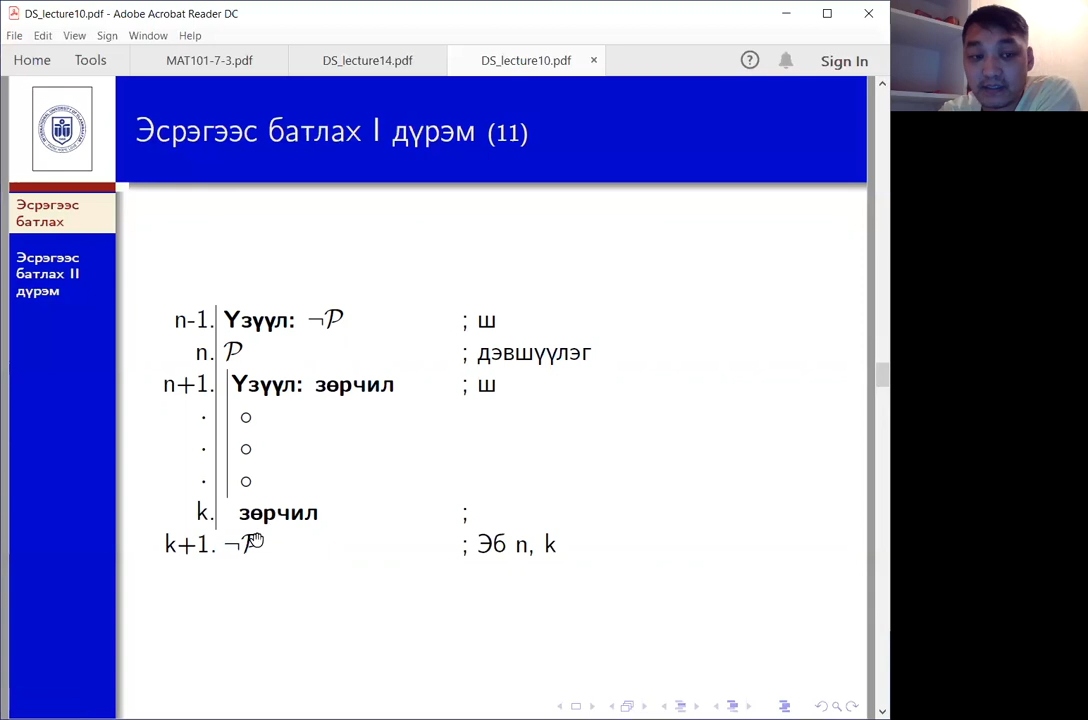 DS_lecture10.pdf - Adobe Acrobat Reader DC
File Edit View Sign Window Help
Home Tools MAT101-7-3.pdf DS_lecture14.pdf DS_lecture10.pdf × ? Sign In
Эсрэгээс батлах I дүрэм (11)
Эсрэгээс
батлах
Эсрэгээс
батлах II
дүрэм
n-1. Үзүүл: ¬𝒫 ; ш
n. 𝒫 ; дэвшүүлэг
n+1. Үзүүл: зөрчил ; ш
. ○
. ○
. ○
k. зөрчил ;
k+1. ¬𝒫 ; Эб n, k